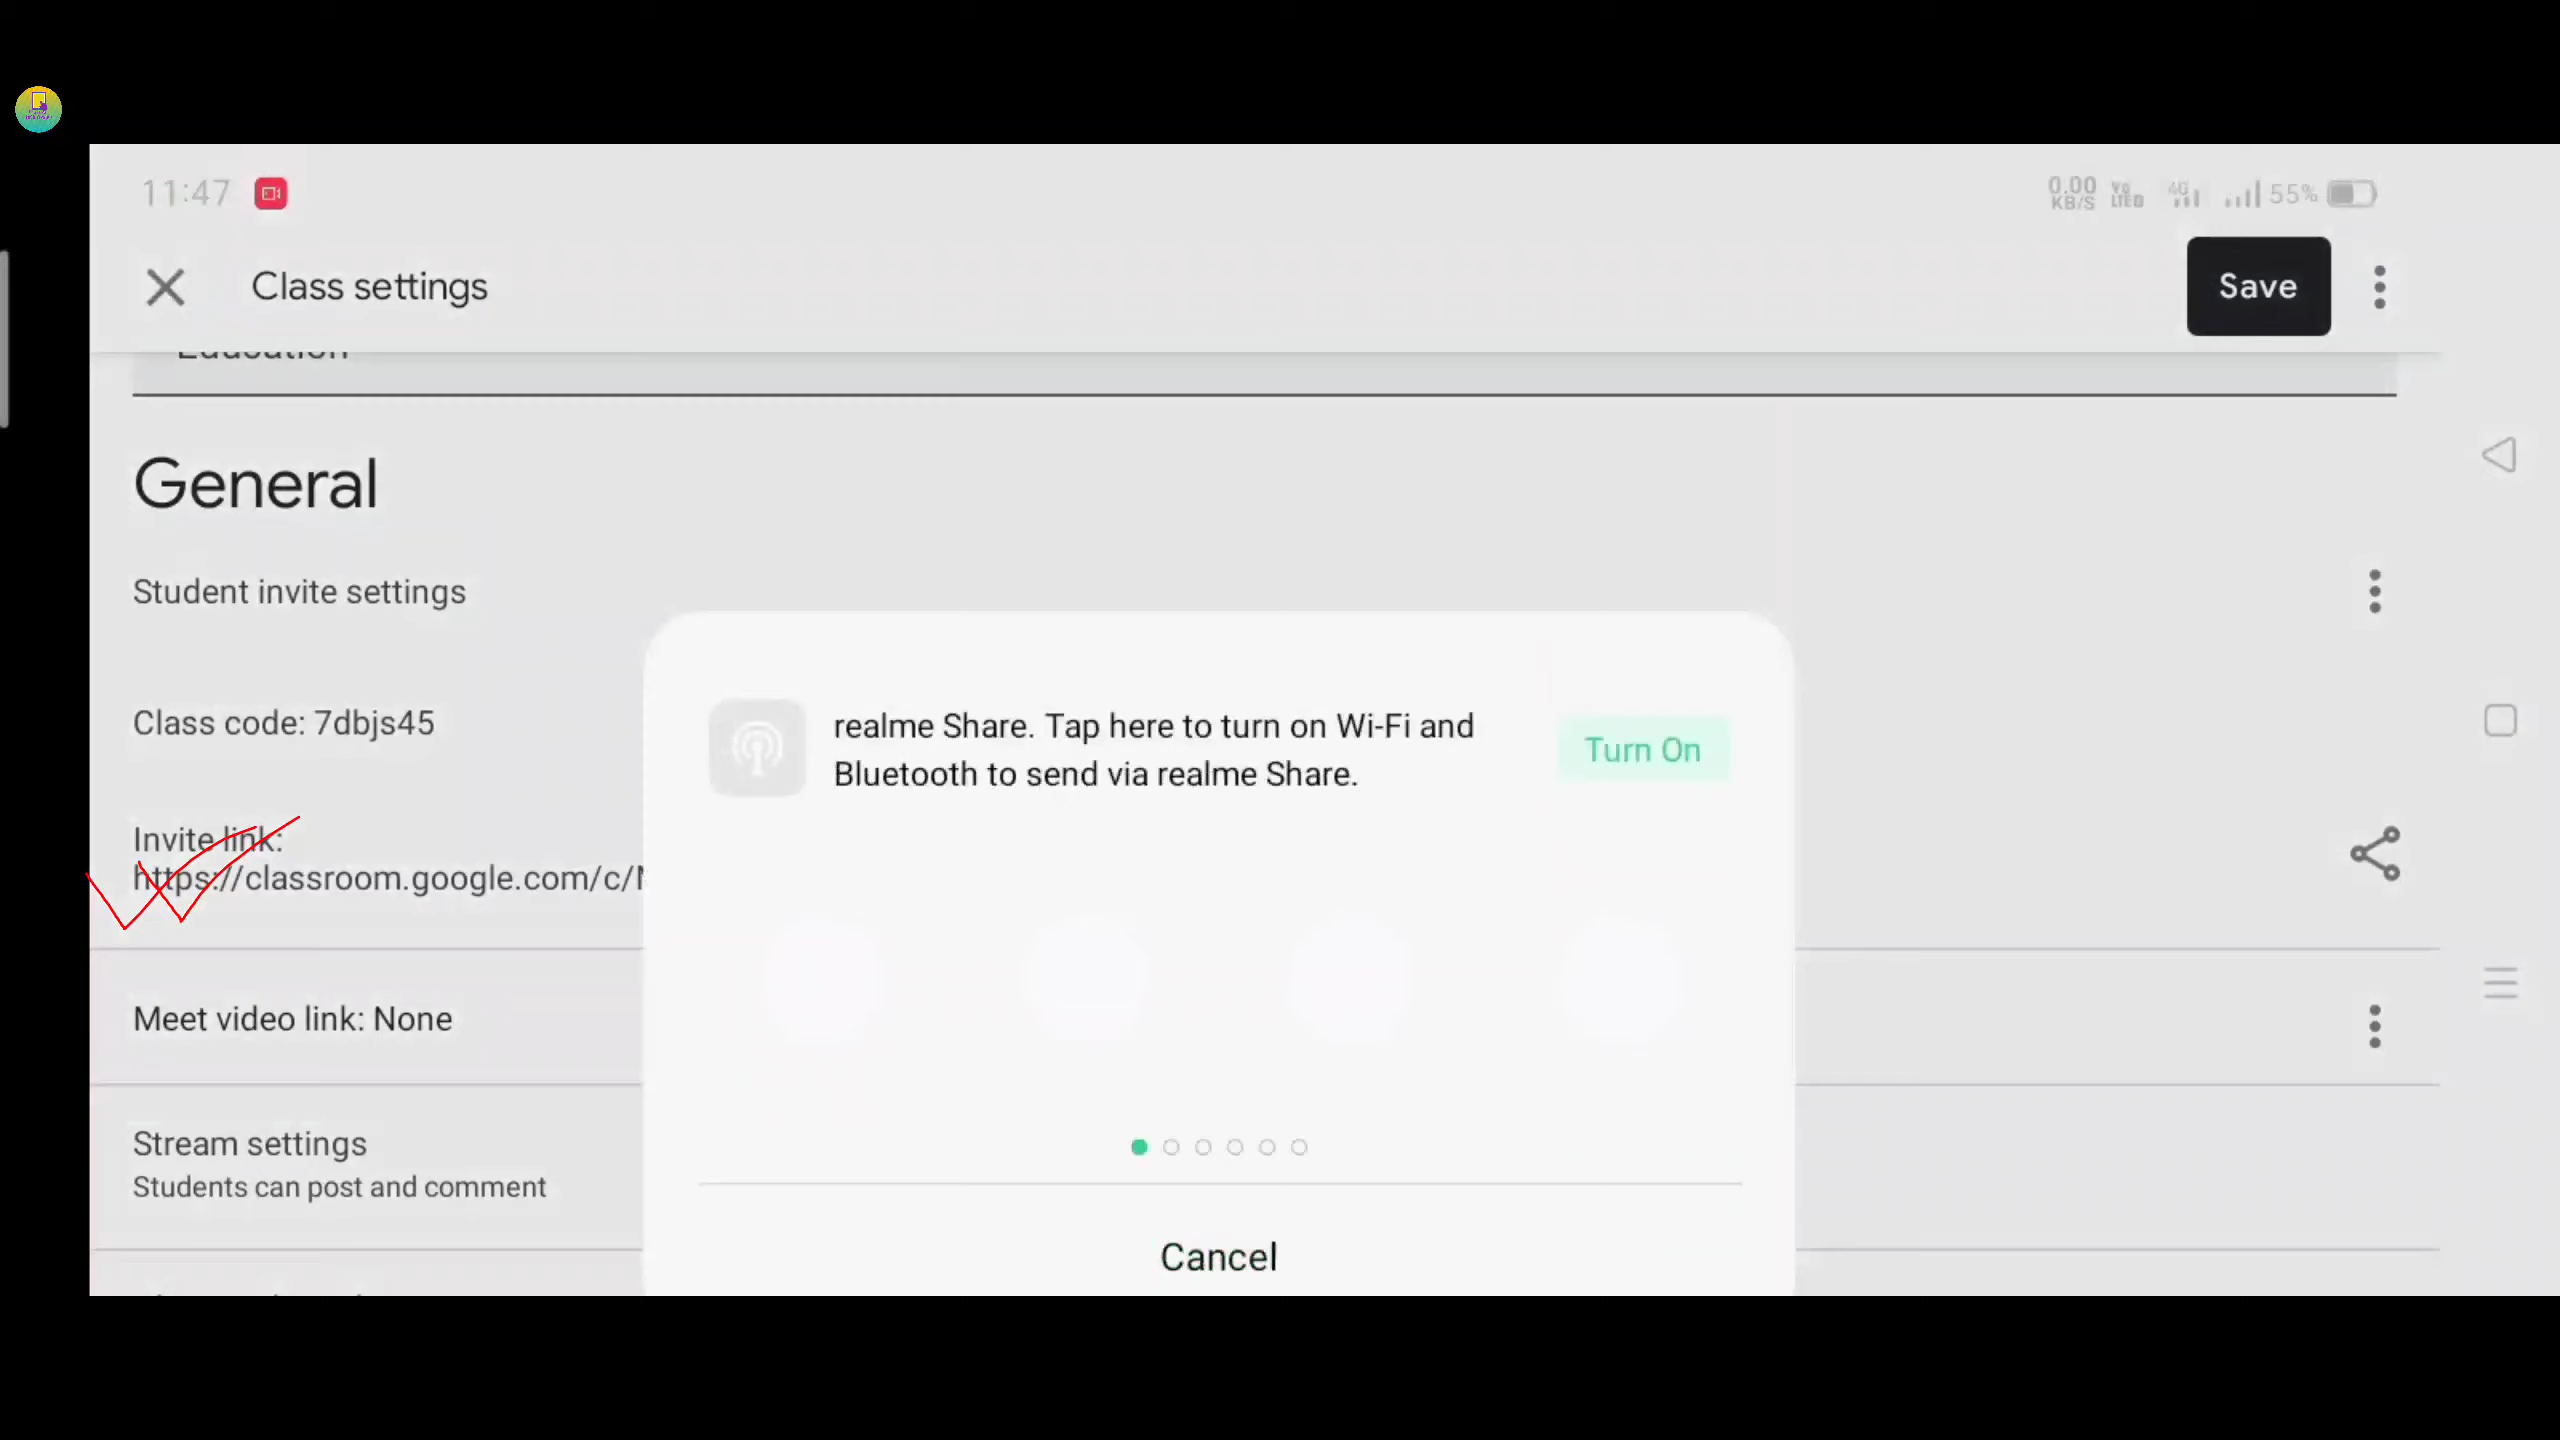 11:47
0.00 KB/S
4G
55%
Class settings
Save
Education
General
Student invite settings
Class code: 7dbjs45
realme Share. Tap here to turn on Wi-Fi and
Bluetooth to send via realme Share.
Turn On
Invite link:
https://classroom.google.com/c/
Meet video link: None
Stream settings
Students can post and comment
Cancel